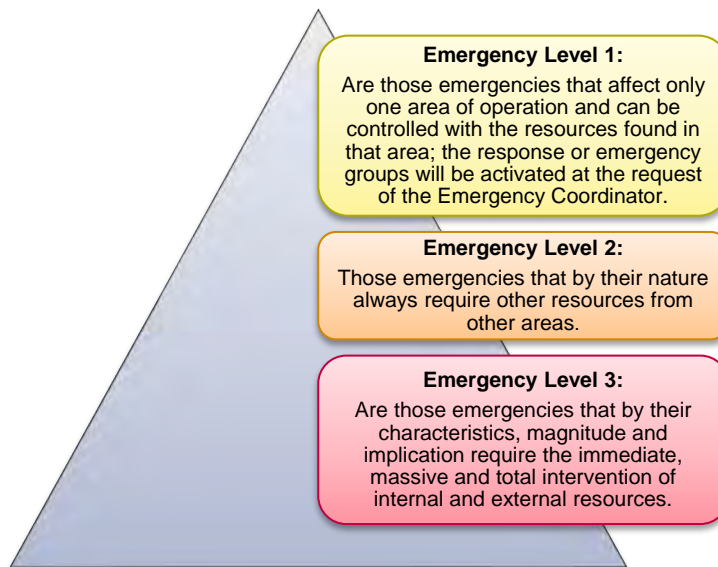 Emergency Level 1:
Are those emergencies that affect only
one area of operation and can be
controlled with the resources found in
that area; the response or emergency
groups will be activated at the request
of the Emergency Coordinator.
Emergency Level 2:
Those emergencies that by their nature
always require other resources from
other areas.
Emergency Level 3:
Are those emergencies that by their
characteristics, magnitude and
implication require the immediate,
massive and total intervention of
internal and external resources.